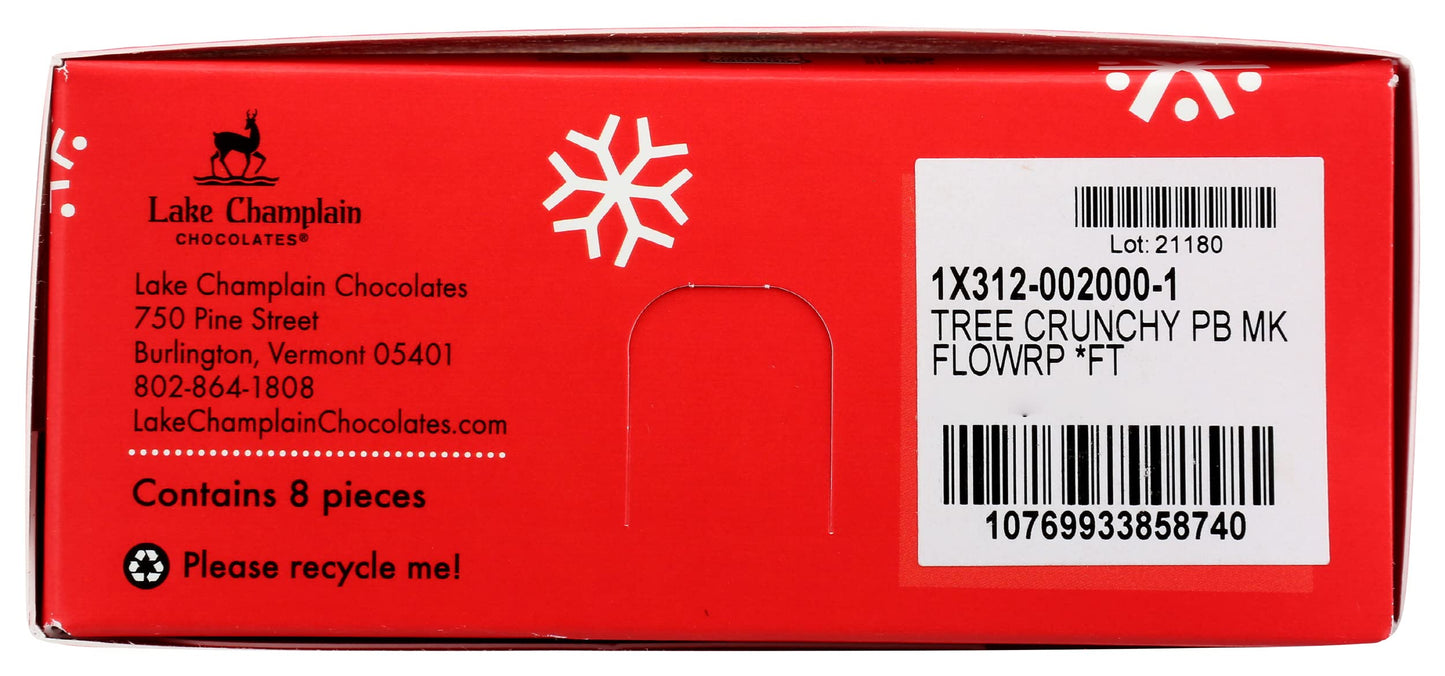 Lake Champlain
CHOCOLATES®
Lake Champlain Chocolates
750 Pine Street
Burlington, Vermont 05401
802-864-1808
LakeChamplainChocolates.com
Contains 8 pieces
Please recycle me!
Lot: 21180
1X312-002000-1
TREE CRUNCHY PB MK
FLOWRP *FT
10769933858740